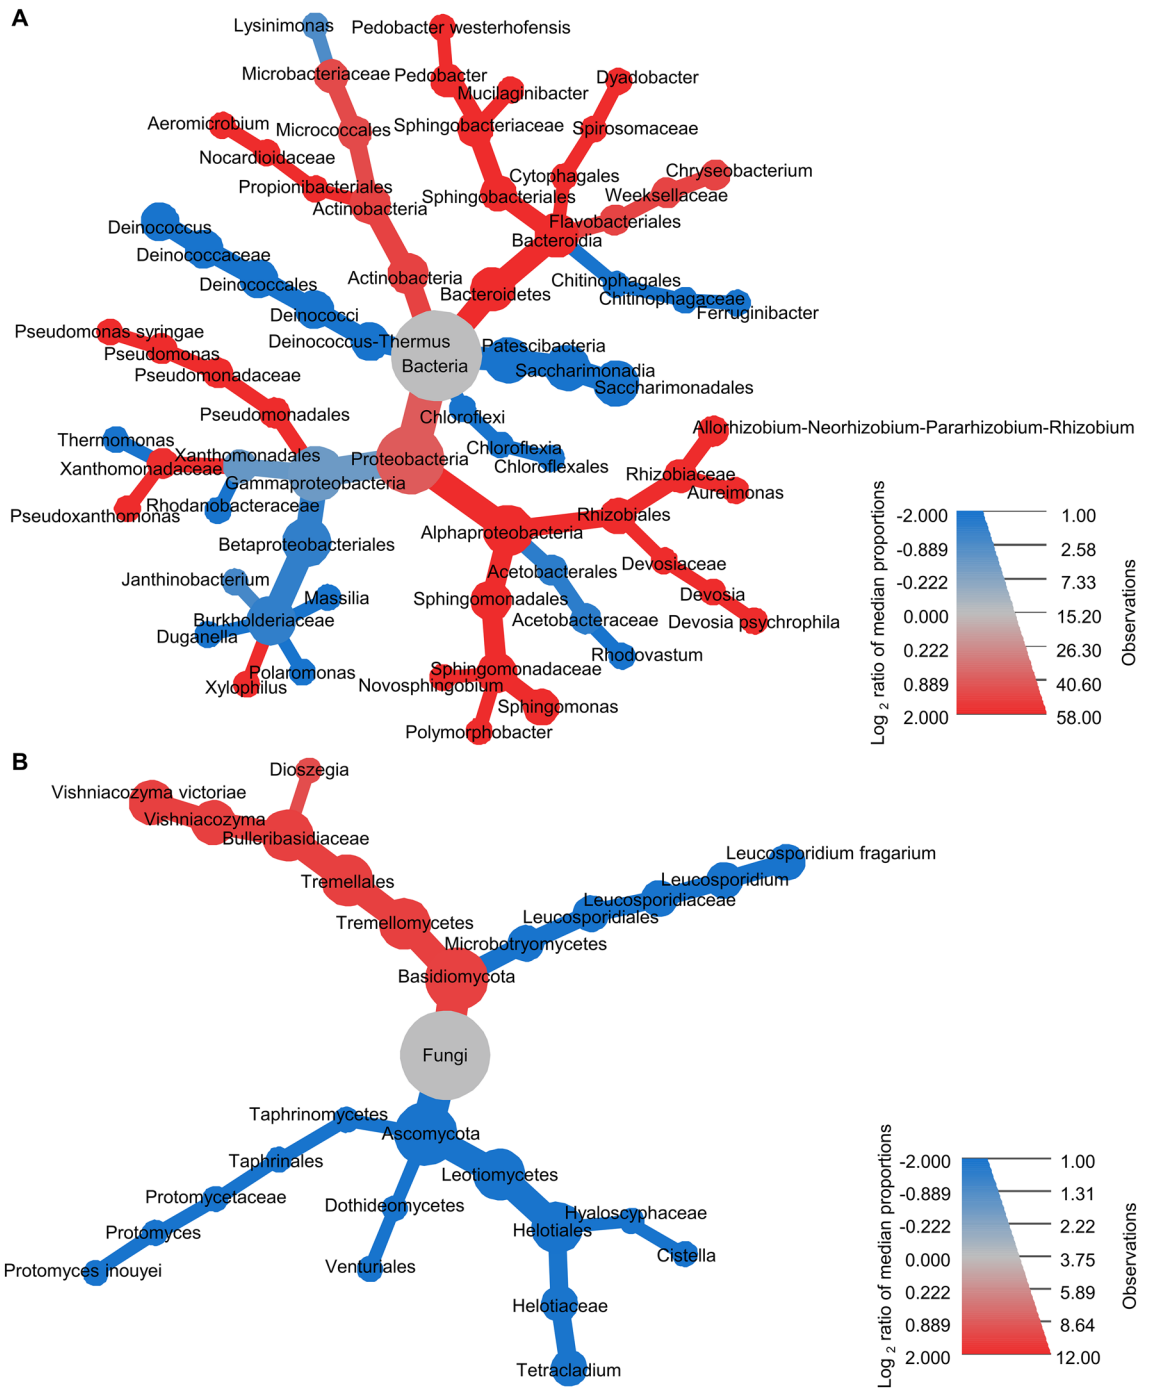 A
Lysinimonas
Pedobacter westerhofensis
Microbacteriaceae
Pedobacter
Dyadobacter
Mucilaginibacter
Aeromicrobium
Micrococcales
Sphingobacteriaceae
Spirosomaceae
Nocardioidaceae
Chryseobacterium
Cytophagales
Propionibacteriales
Sphingobacteriales
Weeksellaceae
Actinobacteria
Flavobacteriales
Deinococcus
Bacteroidia
Deinococcaceae
Actinobacteria
Chitinophagales
Deinococcales
Bacteroidetes
Chitinophagaceae
Deinococci
Ferruginibacter
Pseudomonas syringae
Deinococcus-Thermus
Patescibacteria
Pseudomonas
Bacteria
Saccharimonadia
Pseudomonadaceae
Saccharimonadales
Pseudomonadales
Chloroflexi
Allorhizobium-Neorhizobium-Pararhizobium-Rhizobium
Thermomonas
Chloroflexia
Xanthomonadales
Proteobacteria
Chloroflexales
Xanthomonadaceae
Rhizobiaceae
Gammaproteobacteria
Aureimonas
Rhodanobacteraceae
Pseudoxanthomonas
Rhizobiales
Alphaproteobacteria
Betaproteobacteriales
Devosiaceae
Acetobacterales
Janthinobacterium
Massilia
Sphingomonadales
Devosia
Burkholderiaceae
Acetobacteraceae
Devosia psychrophila
Duganella
Rhodovastum
Polaromonas
Sphingomonadaceae
Xylophilus
Novosphingobium
Sphingomonas
Polymorphobacter
Log 2 ratio of median proportions
-2.000
-0.889
-0.222
0.000
0.222
0.889
2.000
1.00
2.58
7.33
15.20
26.30
40.60
58.00
Observations
B
Dioszegia
Vishniacozyma victoriae
Vishniacozyma
Bulleribasidiaceae
Leucosporidium fragarium
Tremellales
Leucosporidium
Leucosporidiaceae
Tremellomycetes
Leucosporidiales
Microbotryomycetes
Basidiomycota
Fungi
Taphrinomycetes
Ascomycota
Taphrinales
Leotiomycetes
Protomycetaceae
Dothideomycetes
Hyaloscyphaceae
Protomyces
Helotiales
Cistella
Protomyces inouyei
Venturiales
Helotiaceae
Tetracladium
Log 2 ratio of median proportions
-2.000
-0.889
-0.222
0.000
0.222
0.889
2.000
1.00
1.31
2.22
3.75
5.89
8.64
12.00
Observations